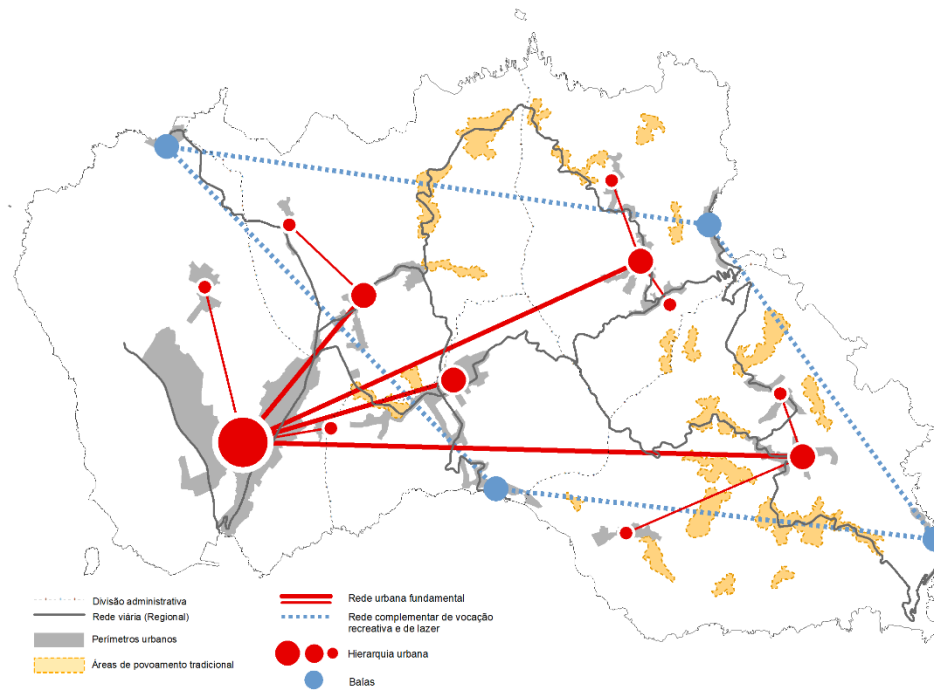 Divisão administrativa
Rede viária (Regional)
Perímetros urbanos
Áreas de povoamento tradicional
Rede urbana fundamental
Rede complementar de vocação
recreativa e de lazer
Hierarquia urbana
Balas